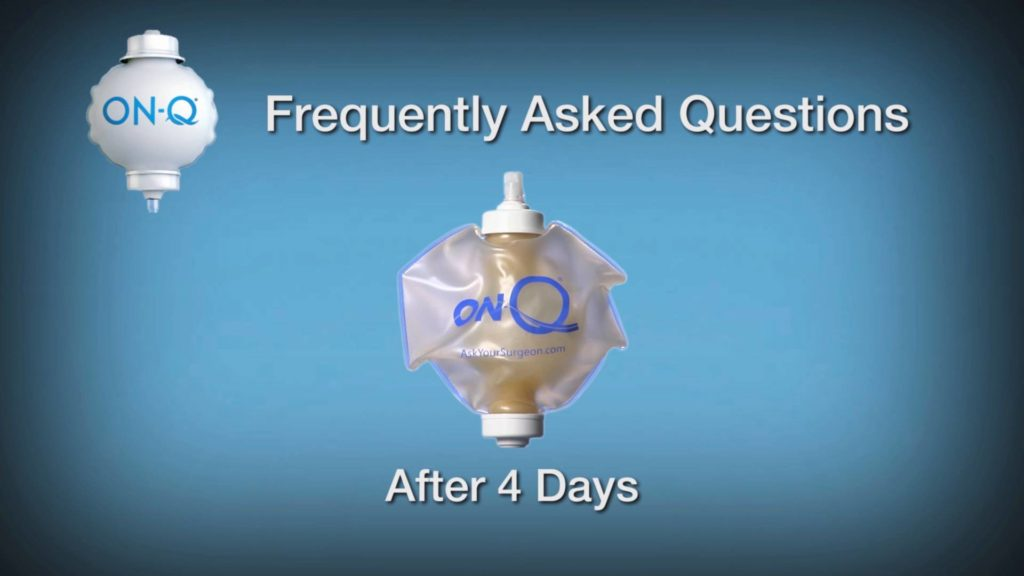 ON-Q
Frequently Asked Questions
ON Q
AskYourSurgeon.com
After 4 Days